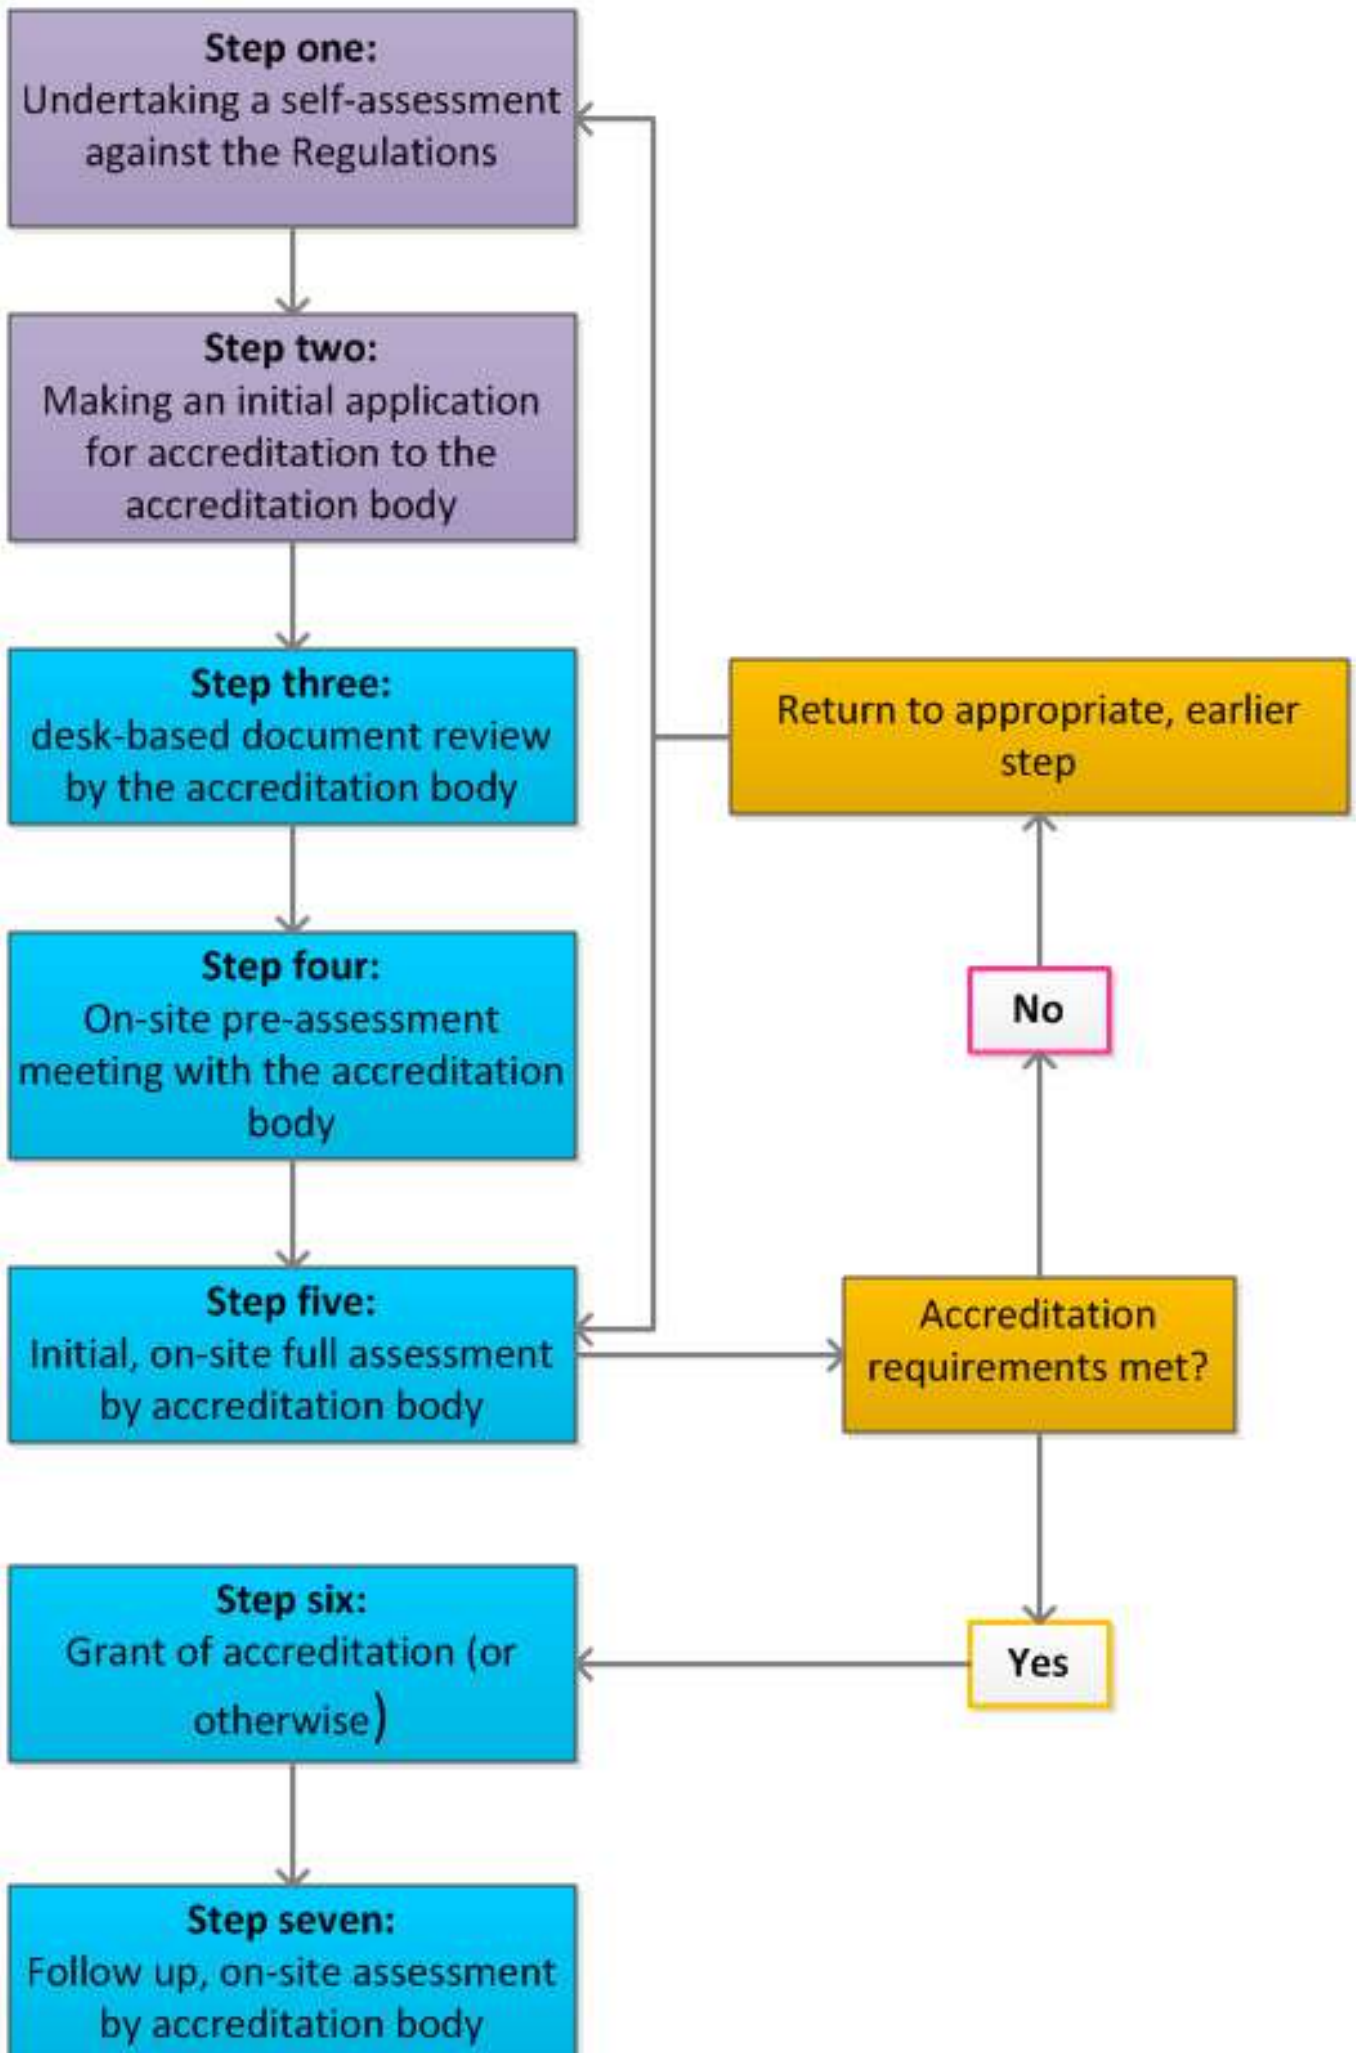 Step one:
Undertaking a self-assessment
against the Regulations
Step two:
Making an initial application
for accreditation to the
accreditation body
Step three:
desk-based document review
by the accreditation body
Return to appropriate, earlier
step
Step four:
On-site pre-assessment
meeting with the accreditation
body
No
Step five:
Initial, on-site full assessment
by accreditation body
Accreditation
requirements met?
Step six:
Grant of accreditation (or
otherwise)
Yes
Step seven:
Follow up, on-site assessment
by accreditation body